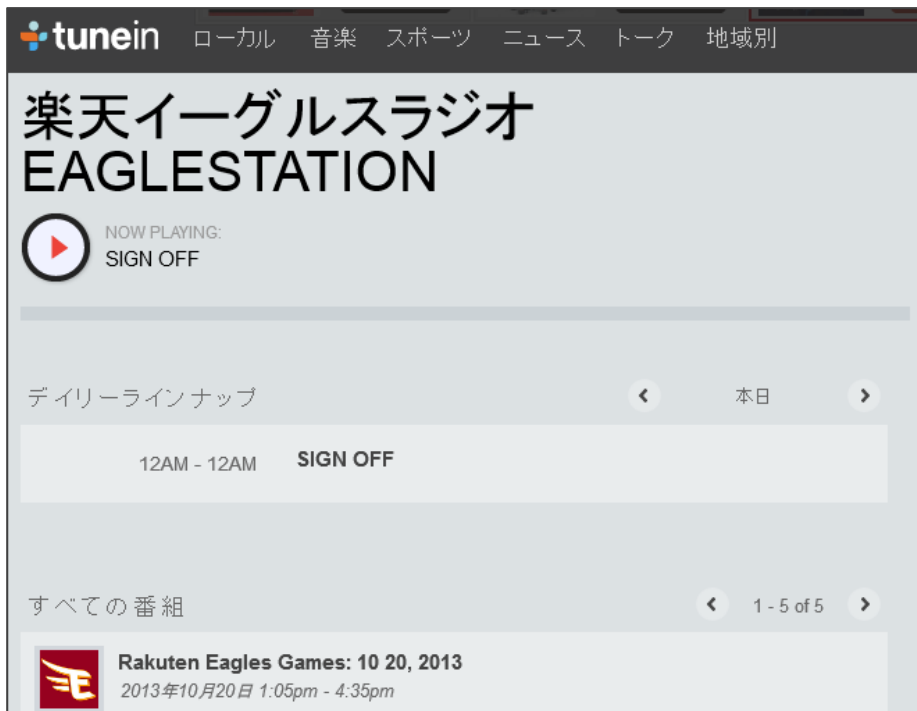 tunein ローカル 音楽 スポーツ ニュース トーク 地域別
楽天イーグルスラジオ
EAGLESTATION
NOW PLAYING:
SIGN OFF
デイリーラインナップ 本日
12AM - 12AM SIGN OFF
すべての番組 1 - 5 of 5
Rakuten Eagles Games: 10 20, 2013
2013年10月20日 1:05pm - 4:35pm